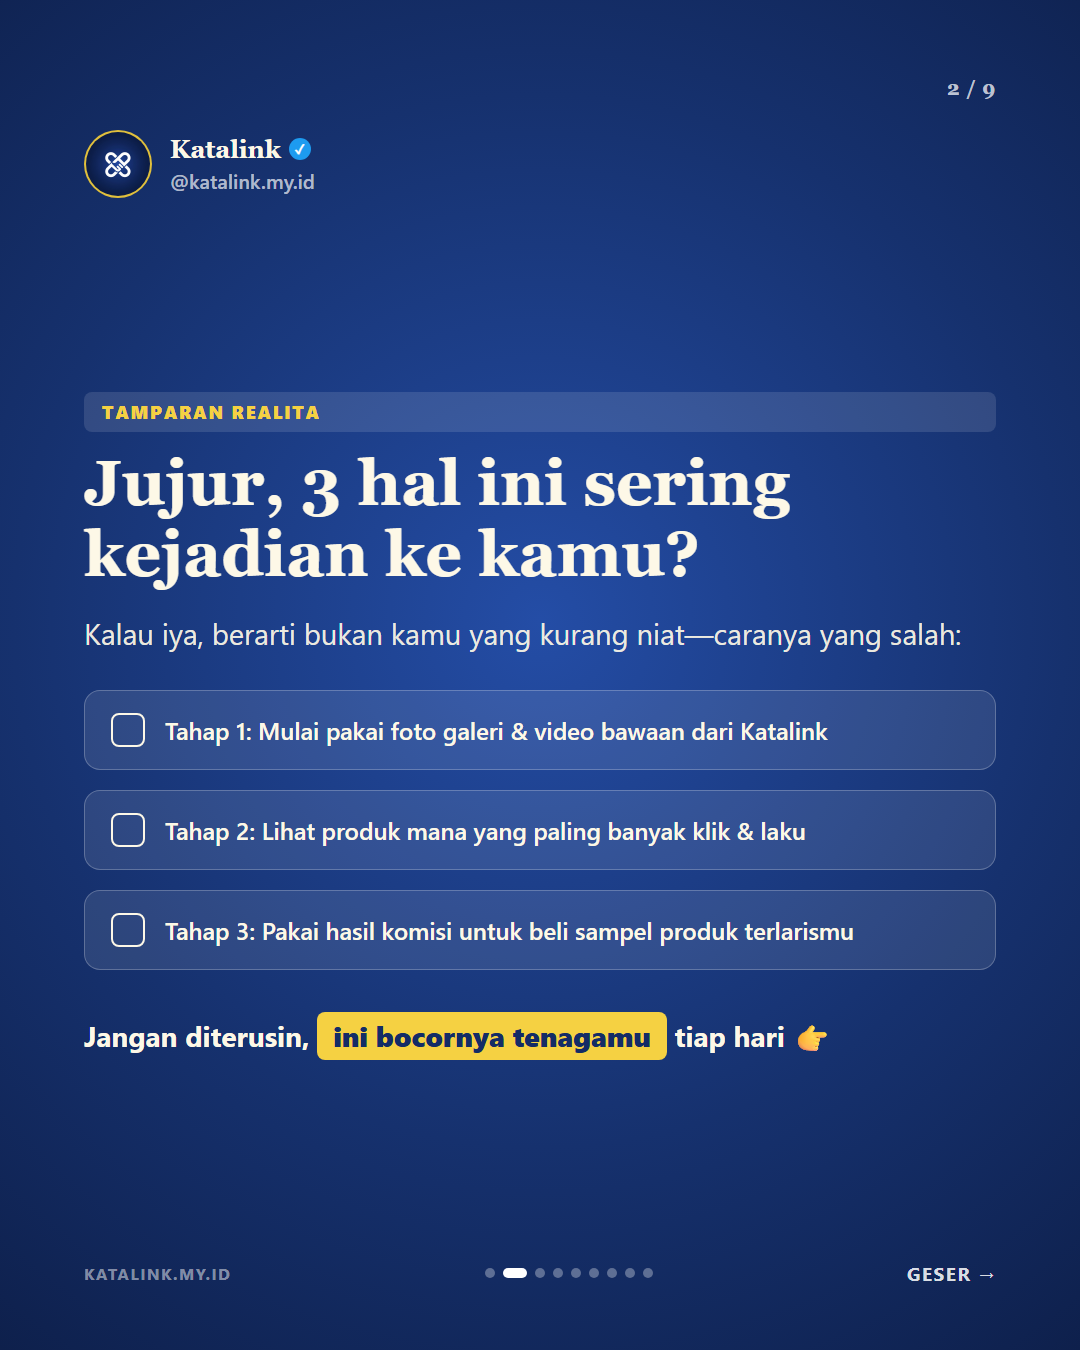 2 / 9
Katalink
@katalink.my.id
TAMPARAN REALITA
Jujur, 3 hal ini sering
kejadian ke kamu?
Kalau iya, berarti bukan kamu yang kurang niat—caranya yang salah:
Tahap 1: Mulai pakai foto galeri & video bawaan dari Katalink
Tahap 2: Lihat produk mana yang paling banyak klik & laku
Tahap 3: Pakai hasil komisi untuk beli sampel produk terlarismu
Jangan diterusin, ini bocornya tenagamu tiap hari 👉
KATALINK.MY.ID
GESER →